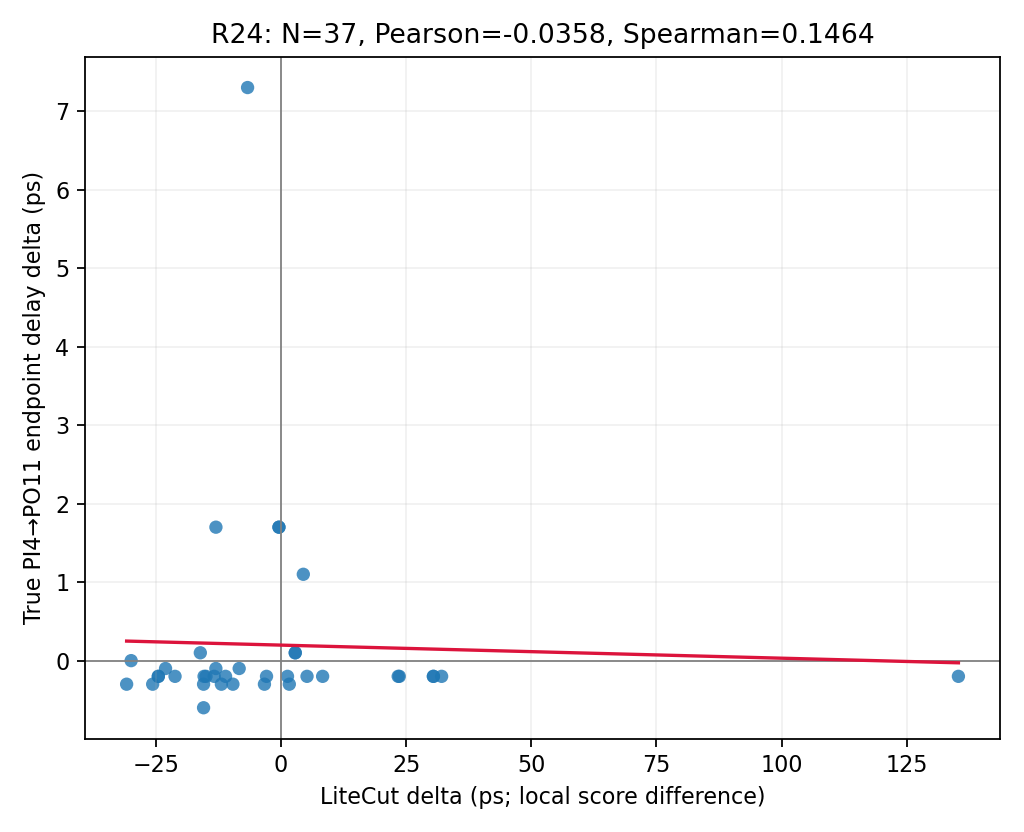 R24: N=37, Pearson=-0.0358, Spearman=0.1464
True PI4→PO11 endpoint delay delta (ps)
7
6
5
4
3
2
1
0
−25 0 25 50 75 100 125
LiteCut delta (ps; local score difference)